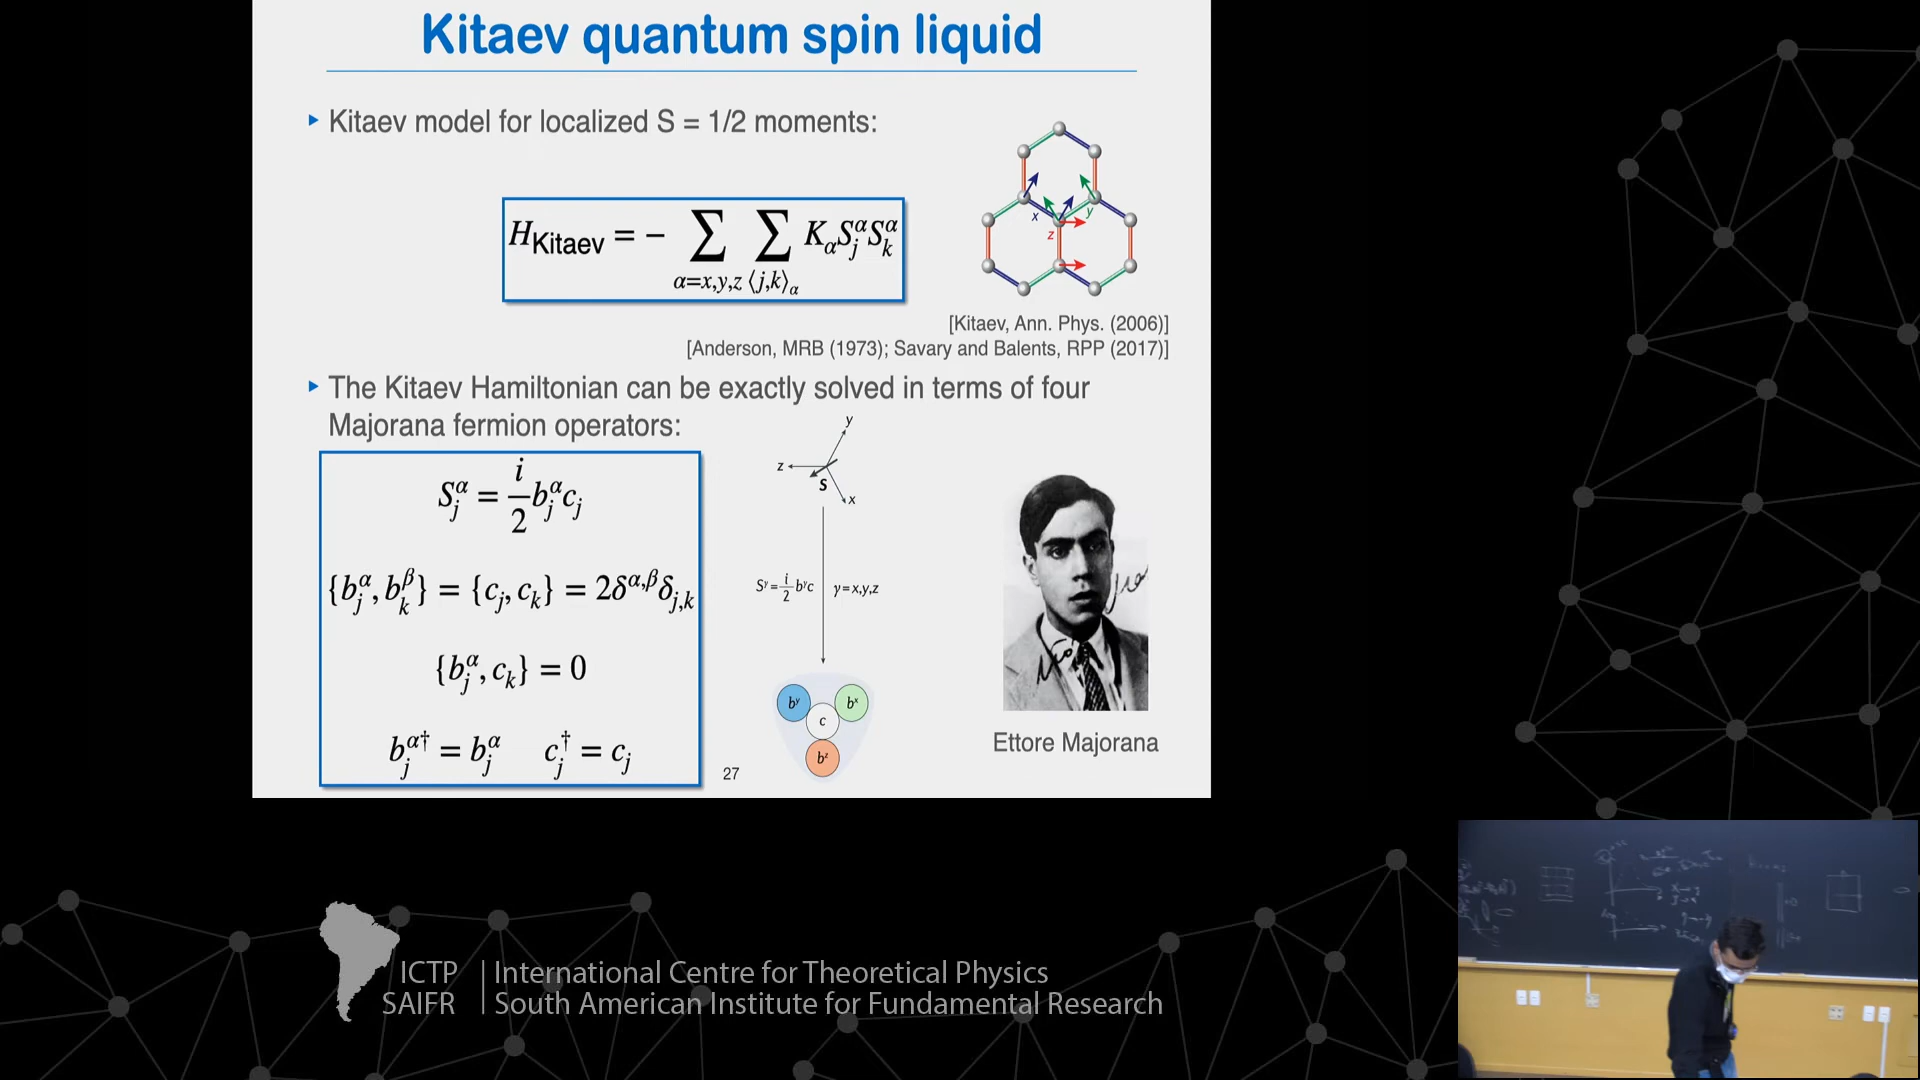 Kitaev quantum spin liquid
▸ Kitaev model for localized S = 1/2 moments:
H_Kitaev = − ∑_{α=x,y,z} ∑_{⟨j,k⟩_α} K_α S_j^α S_k^α
x
y
z
[Kitaev, Ann. Phys. (2006)]
[Anderson, MRB (1973); Savary and Balents, RPP (2017)]
▸ The Kitaev Hamiltonian can be exactly solved in terms of four
Majorana fermion operators:
S_j^α = i/2 b_j^α c_j
{b_j^α, b_k^β} = {c_j, c_k} = 2δ^{α,β}δ_{j,k}
{b_j^α, c_k} = 0
b_j^{α†} = b_j^α c_j^† = c_j
y
z
S
x
S^γ = i/2 b^γ c γ=x,y,z
b^y
b^x
c
b^z
Ettore Majorana
27
ICTP | International Centre for Theoretical Physics
SAIFR | South American Institute for Fundamental Research